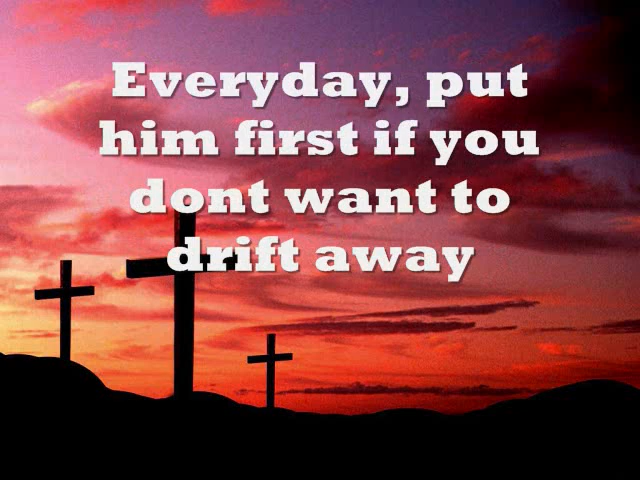 Everyday, put
him first if you
dont want to
drift away